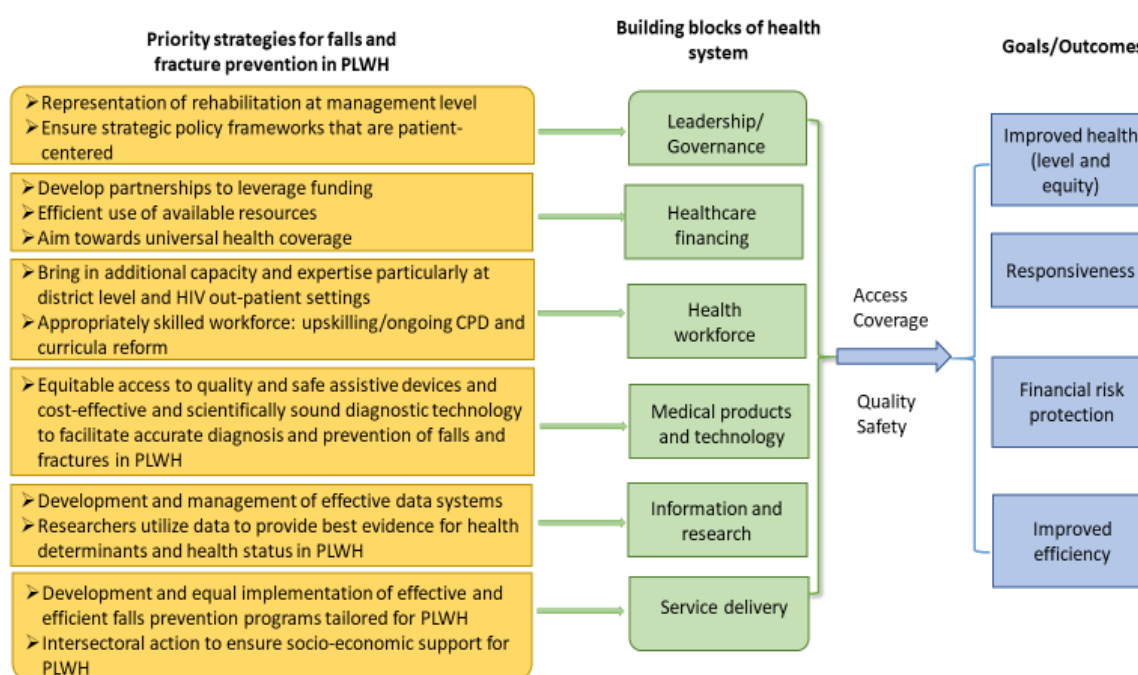 Priority strategies for falls and
fracture prevention in PLWH
➢Representation of rehabilitation at management level
➢Ensure strategic policy frameworks that are patient-
centered
➢Develop partnerships to leverage funding
➢Efficient use of available resources
➢Aim towards universal health coverage
➢Bring in additional capacity and expertise particularly at
district level and HIV out-patient settings
➢Appropriately skilled workforce: upskilling/ongoing CPD and
curricula reform
➢Equitable access to quality and safe assistive devices and
cost-effective and scientifically sound diagnostic technology
to facilitate accurate diagnosis and prevention of falls and
fractures in PLWH
➢Development and management of effective data systems
➢Researchers utilize data to provide best evidence for health
determinants and health status in PLWH
➢Development and equal implementation of effective and
efficient falls prevention programs tailored for PLWH
➢Intersectoral action to ensure socio-economic support for
PLWH
Building blocks of health
system
Leadership/
Governance
Healthcare
financing
Health
workforce
Medical products
and technology
Information and
research
Service delivery
Access
Coverage
Quality
Safety
Goals/Outcomes
Improved health
(level and
equity)
Responsiveness
Financial risk
protection
Improved
efficiency